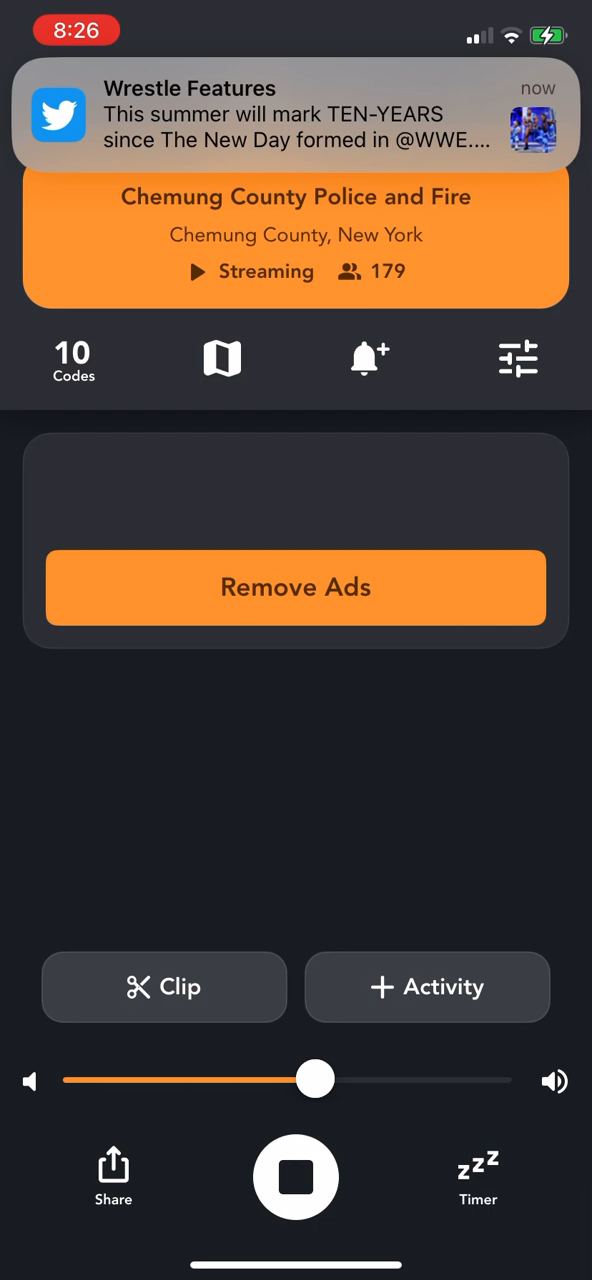 8:26
Wrestle Features
now
This summer will mark TEN-YEARS
since The New Day formed in @WWE....
Chemung County Police and Fire
Chemung County, New York
Streaming 179
10
Codes
Remove Ads
Clip
Activity
Share
zzz
Timer